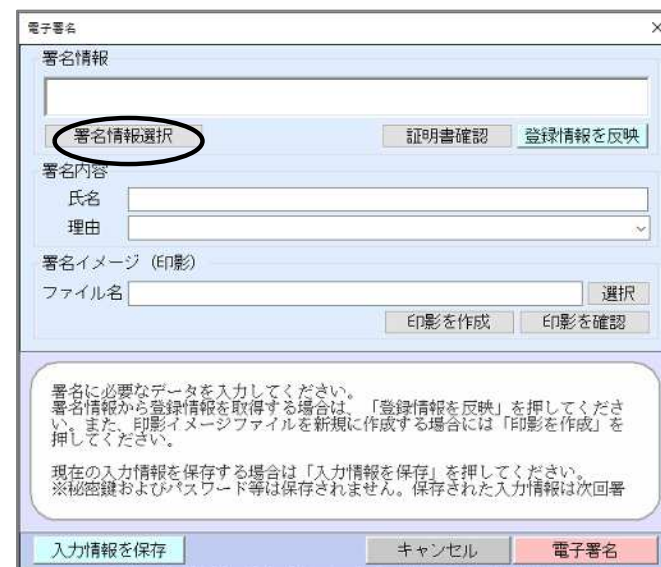 電子署名
署名情報
署名情報選択 証明書確認 登録情報を反映
署名内容
氏名
理由
署名イメージ (印影)
ファイル名 選択
印影を作成 印影を確認
署名に必要なデータを入力してください。
署名情報から登録情報を取得する場合は、「登録情報を反映」を押してくださ
い。また、印影イメージファイルを新規に作成する場合には「印影を作成」を
押してください。
現在の入力情報を保存する場合は「入力情報を保存」を押してください。
※秘密鍵およびパスワード等は保存されません。保存された入力情報は次回署
入力情報を保存 キャンセル 電子署名